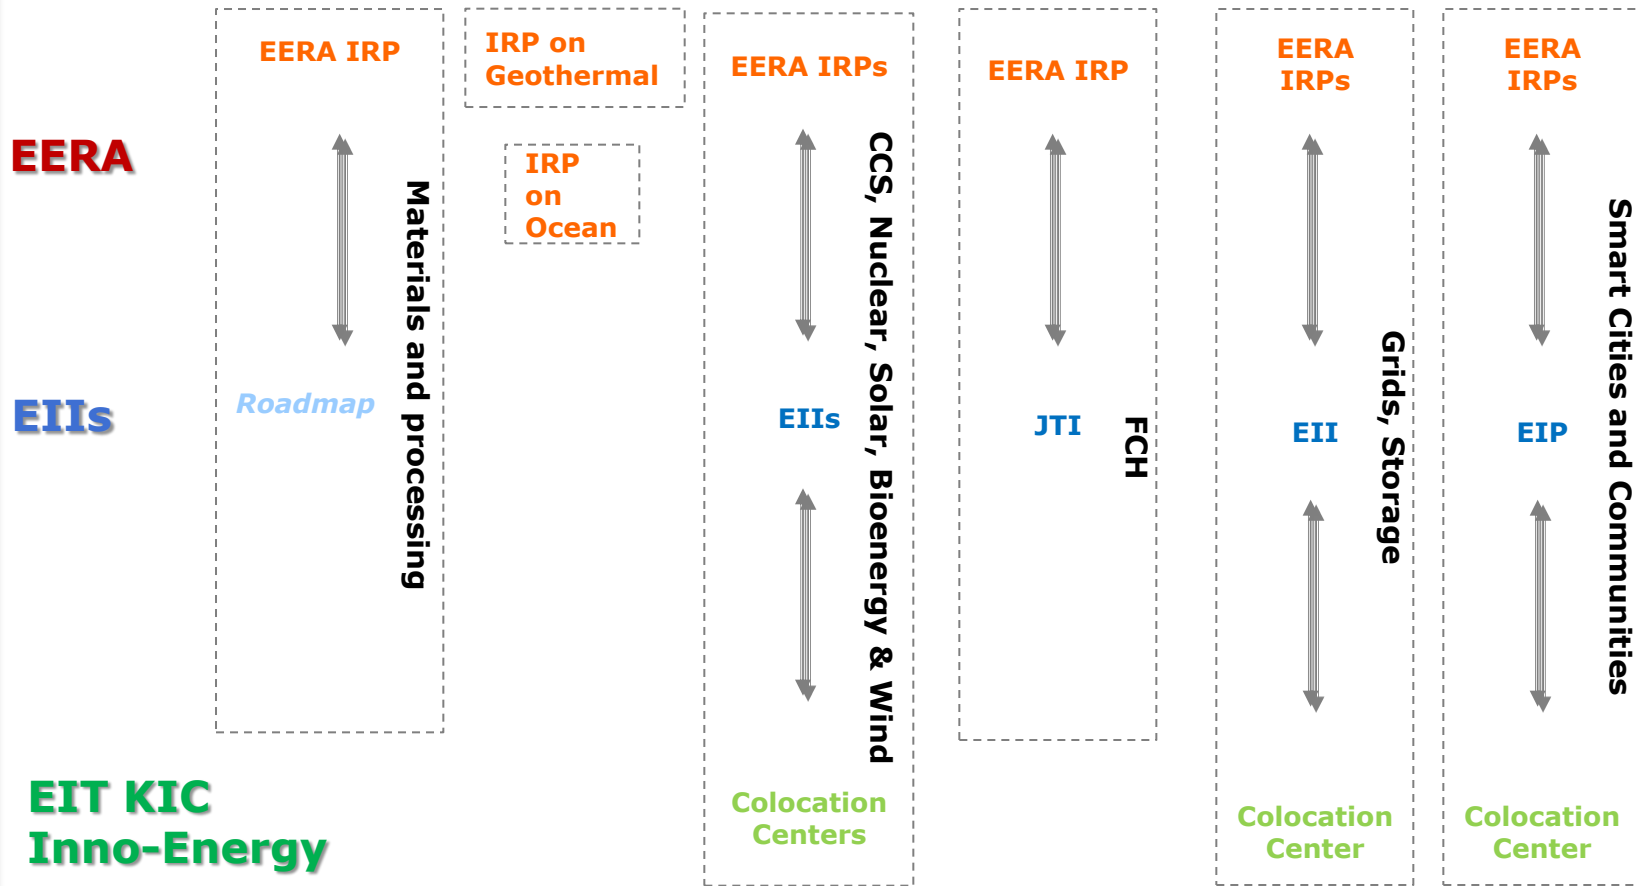 EERA
EIIs
EIT KIC
Inno-Energy
EERA IRP
Roadmap
Materials and processing
IRP on
Geothermal
IRP
on
Ocean
EERA IRPs
EIIs
Colocation
Centers
CCS, Nuclear, Solar, Bioenergy & Wind
EERA IRP
JTI
FCH
EERA
IRPs
EII
Colocation
Center
Grids, Storage
EERA
IRPs
EIP
Colocation
Center
Smart Cities and Communities